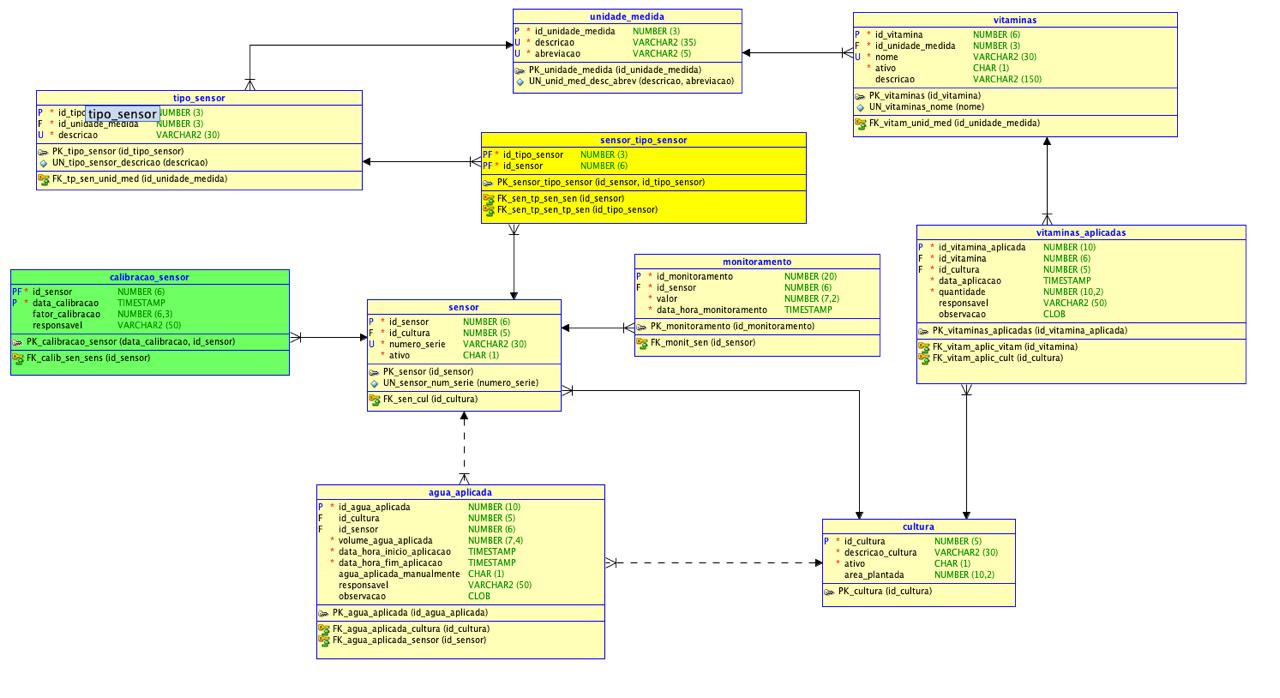 unidade_medida
P * id_unidade_medida NUMBER (3)
U * descricao VARCHAR2 (35)
U * abreviacao VARCHAR2 (5)
PK_unidade_medida (id_unidade_medida)
UN_unid_med_desc_abrev (descricao, abreviacao)
vitaminas
P * id_vitamina NUMBER (6)
F * id_unidade_medida NUMBER (3)
U * nome VARCHAR2 (30)
* ativo CHAR (1)
descricao VARCHAR2 (150)
PK_vitaminas (id_vitamina)
UN_vitaminas_nome (nome)
FK_vitam_unid_med (id_unidade_medida)
tipo_sensor
P * NUMBER (3)
tipo_sensor
F * id_unidade_medida NUMBER (3)
U * descricao VARCHAR2 (30)
PK_tipo_sensor (id_tipo_sensor)
UN_tipo_sensor_descricao (descricao)
FK_tp_sen_unid_med (id_unidade_medida)
sensor_tipo_sensor
PF * id_tipo_sensor NUMBER (3)
PF * id_sensor NUMBER (6)
PK_sensor_tipo_sensor (id_sensor, id_tipo_sensor)
FK_sen_tp_sen_sen (id_sensor)
FK_sen_tp_sen_tp_sen (id_tipo_sensor)
vitaminas_aplicadas
P * id_vitamina_aplicada NUMBER (10)
F * id_vitamina NUMBER (6)
F * id_cultura NUMBER (5)
* data_aplicacao TIMESTAMP
* quantidade NUMBER (10,2)
responsavel VARCHAR2 (50)
observacao CLOB
PK_vitaminas_aplicadas (id_vitamina_aplicada)
FK_vitam_aplic_vitam (id_vitamina)
FK_vitam_aplic_cult (id_cultura)
calibracao_sensor
PF * id_sensor NUMBER (6)
P * data_calibracao TIMESTAMP
fator_calibracao NUMBER (6,3)
responsavel VARCHAR2 (50)
PK_calibracao_sensor (data_calibracao, id_sensor)
FK_calib_sen_sens (id_sensor)
monitoramento
P * id_monitoramento NUMBER (20)
F * id_sensor NUMBER (6)
* valor NUMBER (7,2)
* data_hora_monitoramento TIMESTAMP
PK_monitoramento (id_monitoramento)
FK_monit_sen (id_sensor)
sensor
P * id_sensor NUMBER (6)
F * id_cultura NUMBER (5)
U * numero_serie VARCHAR2 (30)
* ativo CHAR (1)
PK_sensor (id_sensor)
UN_sensor_num_serie (numero_serie)
FK_sen_cul (id_cultura)
agua_aplicada
P * id_agua_aplicada NUMBER (10)
F id_cultura NUMBER (5)
F id_sensor NUMBER (6)
* volume_agua_aplicada NUMBER (7,4)
* data_hora_inicio_aplicacao TIMESTAMP
* data_hora_fim_aplicacao TIMESTAMP
agua_aplicada_manualmente CHAR (1)
responsavel VARCHAR2 (50)
observacao CLOB
PK_agua_aplicada (id_agua_aplicada)
FK_agua_aplicada_cultura (id_cultura)
FK_agua_aplicada_sensor (id_sensor)
cultura
P * id_cultura NUMBER (5)
* descricao_cultura VARCHAR2 (30)
* ativo CHAR (1)
area_plantada NUMBER (10,2)
PK_cultura (id_cultura)